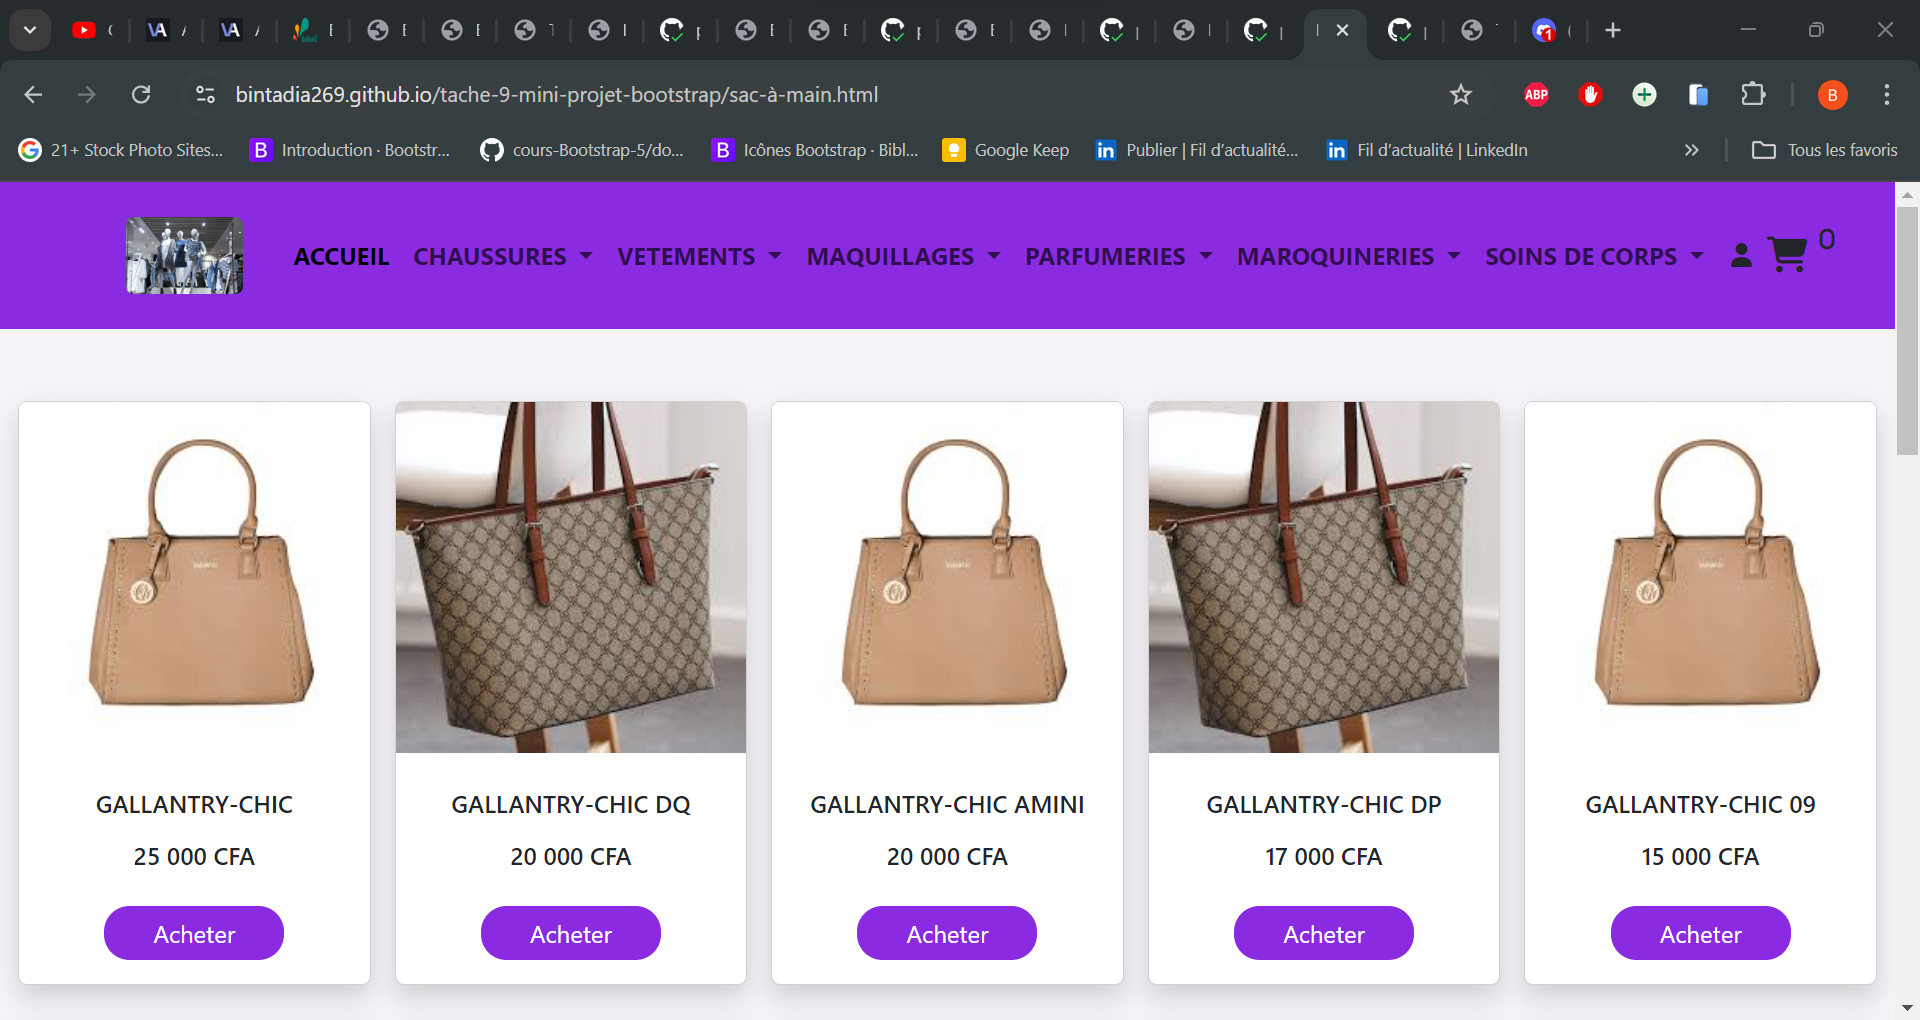 bintadia269.github.io/tache-9-mini-projet-bootstrap/sac-à-main.html
ABP
B
21+ Stock Photo Sites...
B Introduction · Bootstr...
cours-Bootstrap-5/do...
B Icônes Bootstrap · Bibl...
Google Keep
in Publier | Fil d’actualité...
in Fil d’actualité | LinkedIn
Tous les favoris
ACCUEIL CHAUSSURES VETEMENTS MAQUILLAGES PARFUMERIES MAROQUINERIES SOINS DE CORPS 0
GALLANTRY-CHIC
25 000 CFA
Acheter
GALLANTRY-CHIC DQ
20 000 CFA
Acheter
GALLANTRY-CHIC AMINI
20 000 CFA
Acheter
GALLANTRY-CHIC DP
17 000 CFA
Acheter
GALLANTRY-CHIC 09
15 000 CFA
Acheter